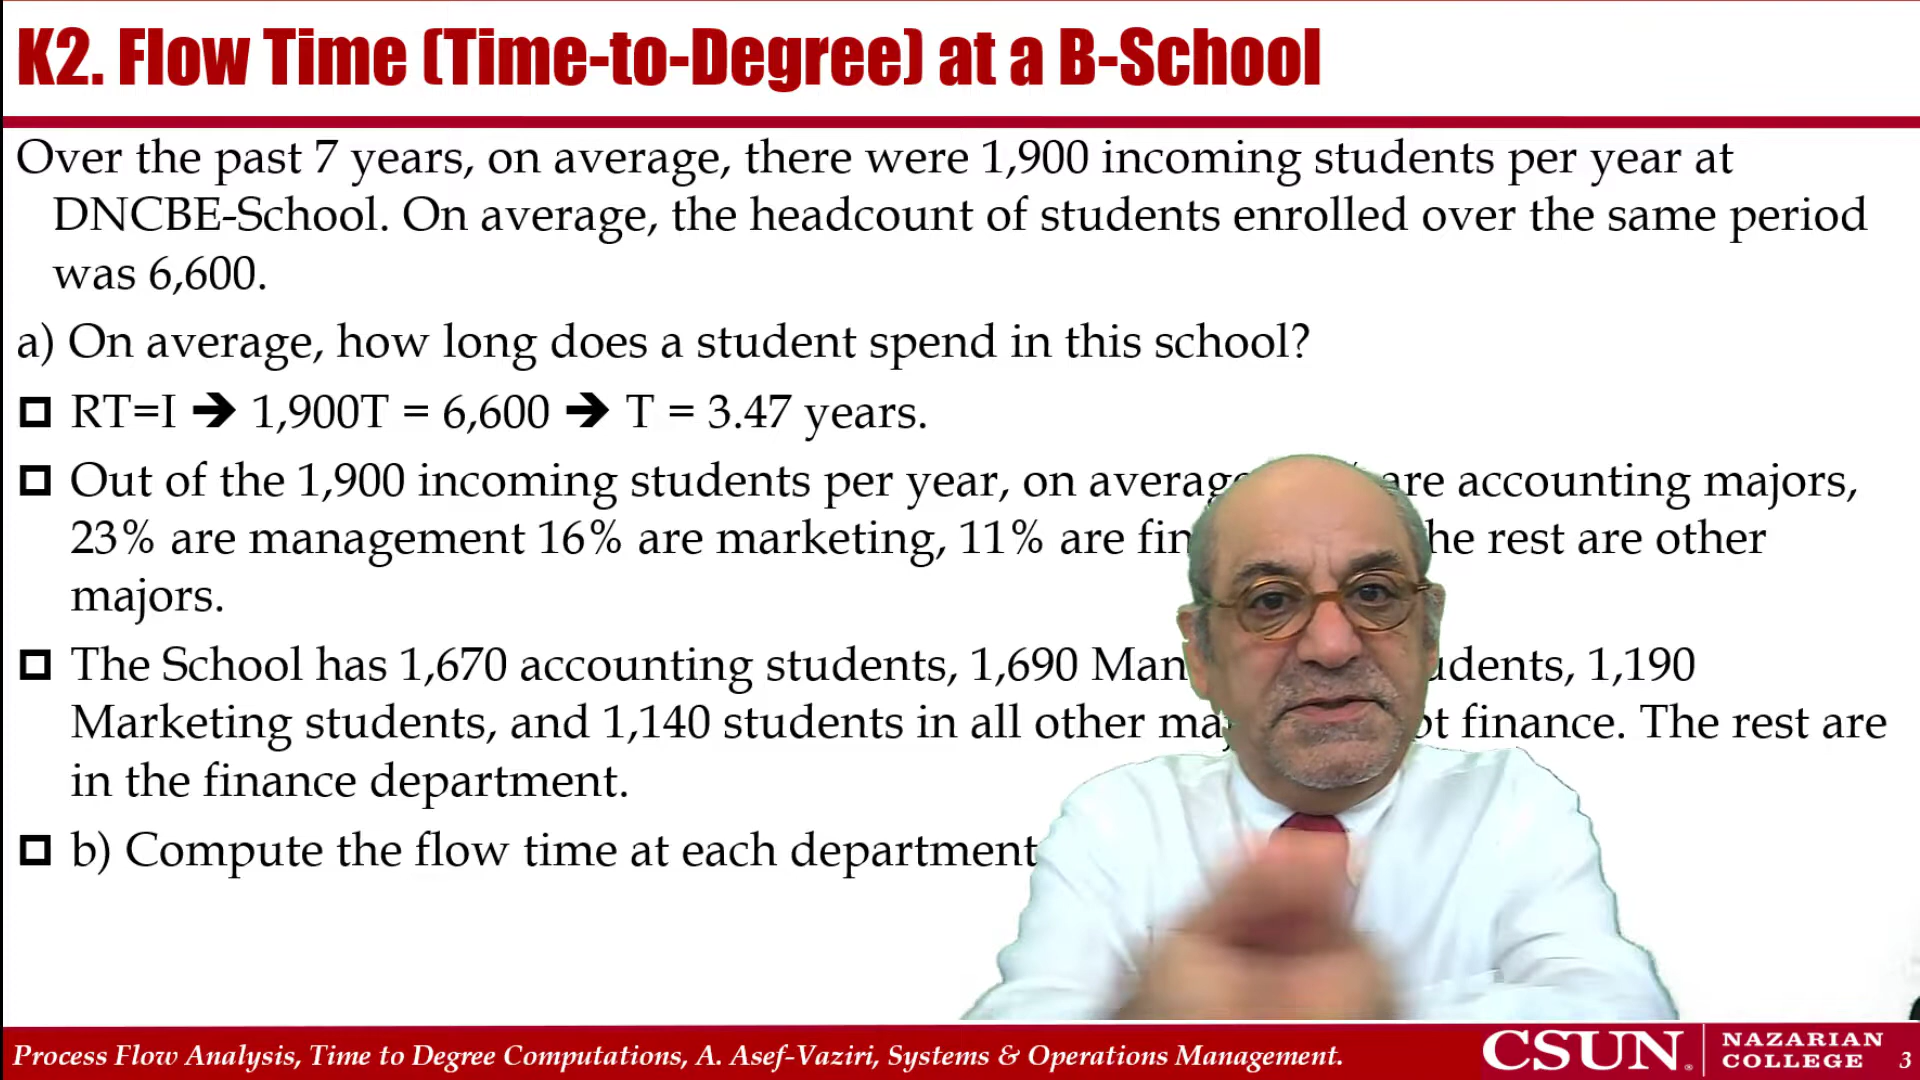 K2. Flow Time (Time-to-Degree) at a B-School
Over the past 7 years, on average, there were 1,900 incoming students per year at
DNCBE-School. On average, the headcount of students enrolled over the same period
was 6,600.
a) On average, how long does a student spend in this school?
RT=I ➔ 1,900T = 6,600 ➔ T = 3.47 years.
Out of the 1,900 incoming students per year, on are accounting majors,
23% are management 16% are marketing, 11% are rest are other
majors.
The School has 1,670 accounting students, 1,690 1,190
Marketing students, and 1,140 students in all other finance. The rest are
in the finance department.
b) Compute the flow time at each department
Process Flow Analysis, Time to Degree Computations, A. Asef-Vaziri, Systems & Operations Management.
CSUN. NAZARIAN
COLLEGE 3